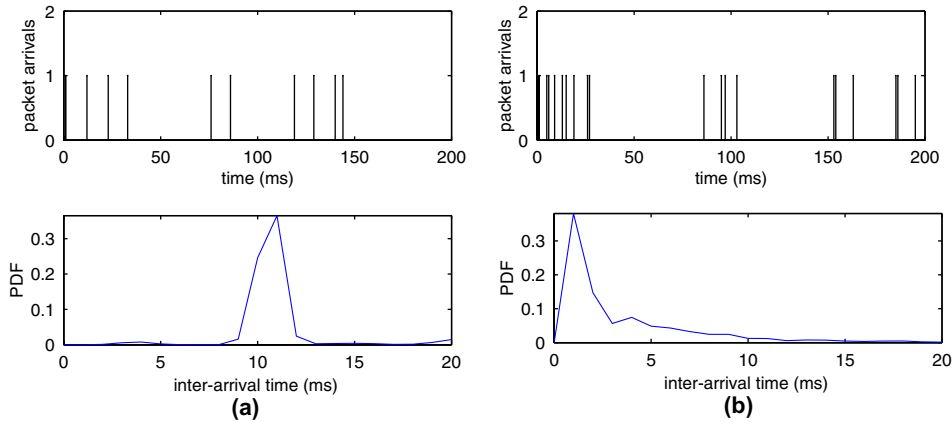 2
1
0
packet arrivals
0 50 100 150 200
time (ms)
0.3
0.2
0.1
0
PDF
0 5 10 15 20
inter-arrival time (ms)
(a)
2
1
0
packet arrivals
0 50 100 150 200
time (ms)
0.3
0.2
0.1
0
PDF
0 5 10 15 20
inter-arrival time (ms)
(b)